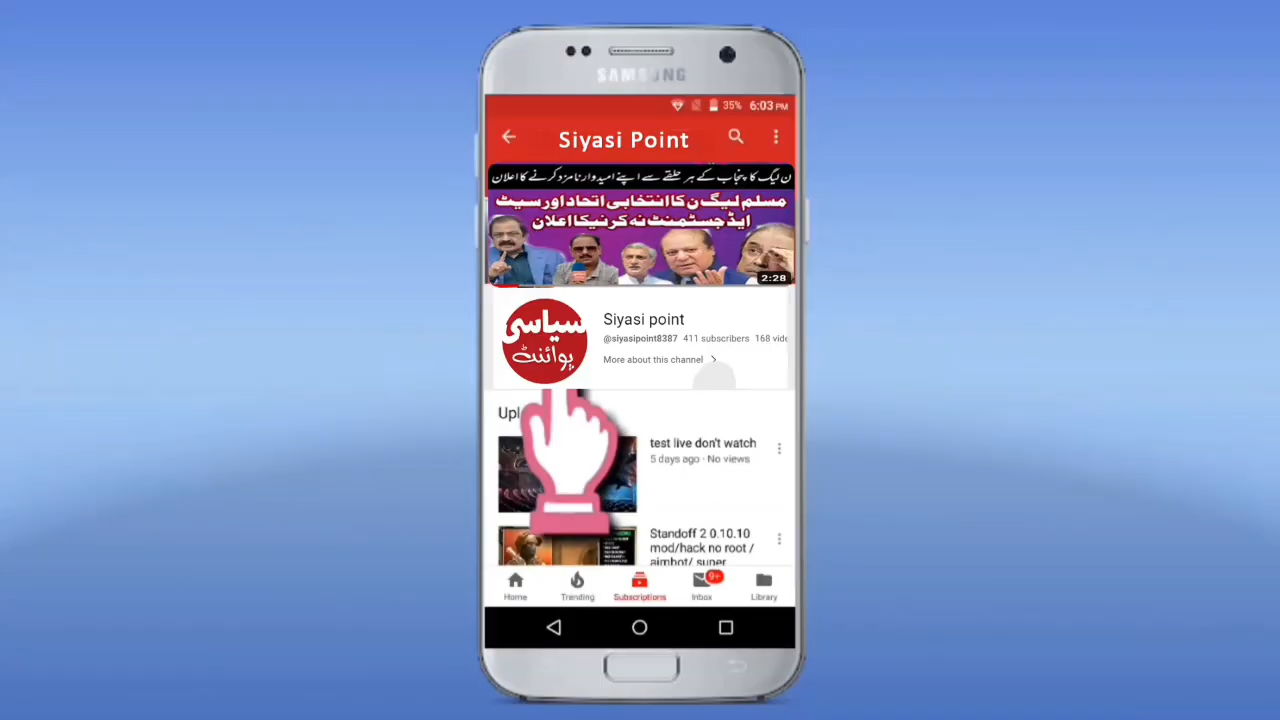 SAMSUNG
35% 6:03 PM
Siyasi Point
ن لیگ کا پنجاب کے ہر حلقے سے اپنے امیدوار نامزد کرنے کا اعلان
مسلم لیگ ن کا انتخابی اتحاد اور سیٹ
ایڈجسٹمنٹ نہ کرنیکا اعلان
2:28
سیاسی
پوائنٹ
Siyasi point
@siyasipoint8387 411 subscribers 168 vide
More about this channel
Upl
test live don't watch
5 days ago · No views
Standoff 2 0.10.10
mod/hack no root /
aimbot/ super
9+
Home Trending Subscriptions Inbox Library